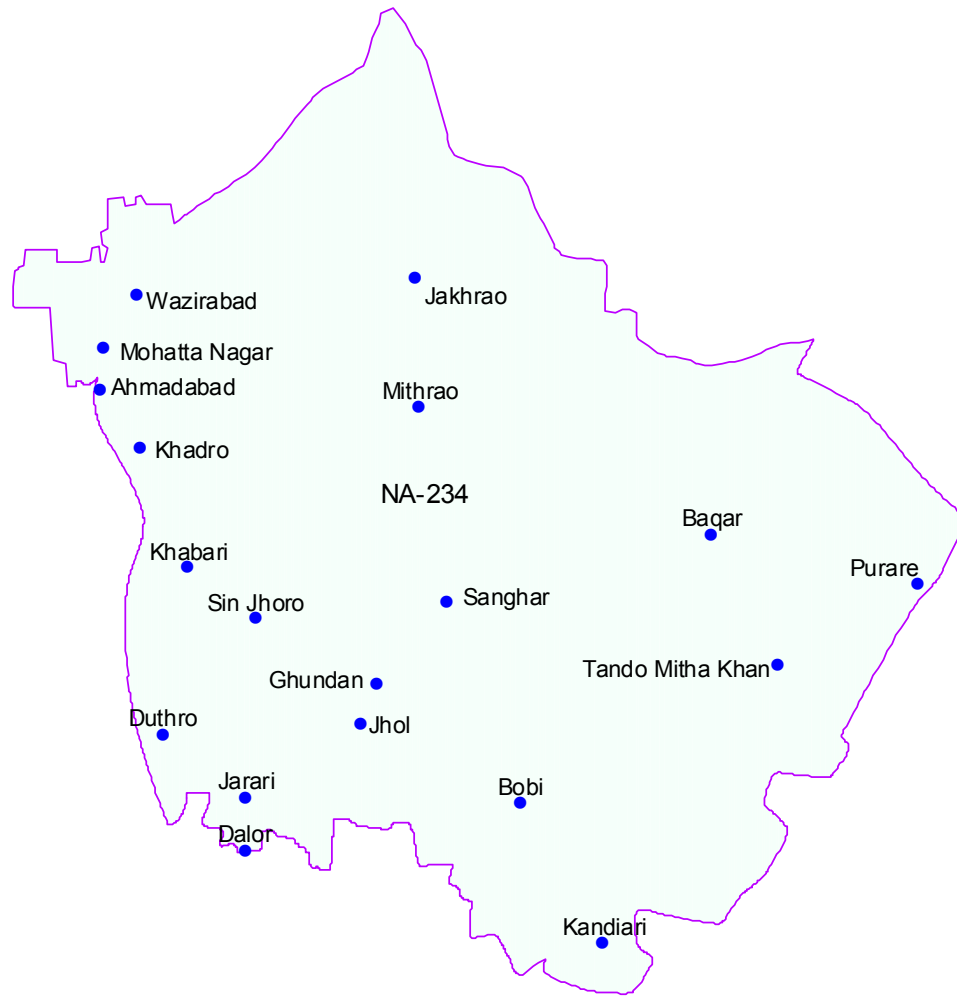 Jakhrao
Wazirabad
Mohatta Nagar
Ahmadabad
Mithrao
Khadro
NA-234
Baqar
Khabari
Purare
Sin Jhoro
Sanghar
Tando Mitha Khan
Ghundan
Duthro
Jhol
Jarari
Bobi
Dalor
Kandiari